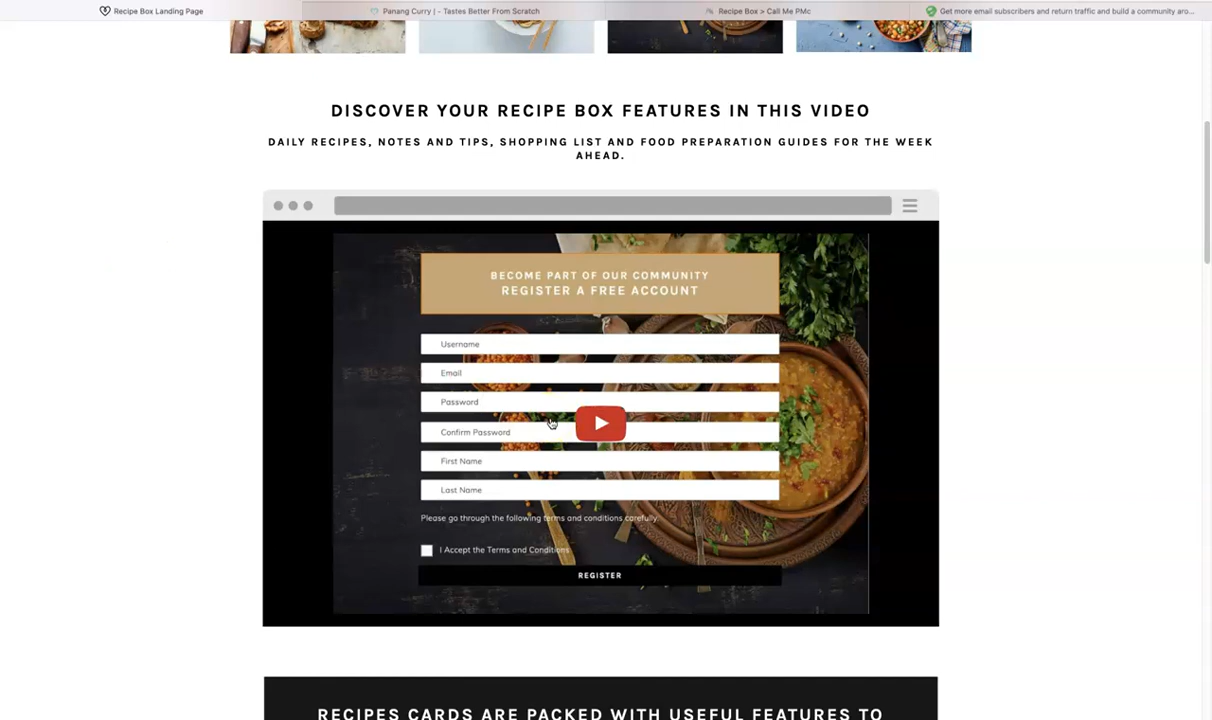 Recipe Box Landing Page
Panang Curry | - Tastes Better From Scratch
Recipe Box > Call Me PMc
Get more email subscribers and return traffic and build a community aro...
DISCOVER YOUR RECIPE BOX FEATURES IN THIS VIDEO
DAILY RECIPES, NOTES AND TIPS, SHOPPING LIST AND FOOD PREPARATION GUIDES FOR THE WEEK
AHEAD.
BECOME PART OF OUR COMMUNITY
REGISTER A FREE ACCOUNT
Username
Email
Password
Confirm Password
First Name
Last Name
Please go through the following terms and conditions carefully.
I Accept the Terms and Conditions
REGISTER
RECIPES CARDS ARE PACKED WITH USEFUL FEATURES TO